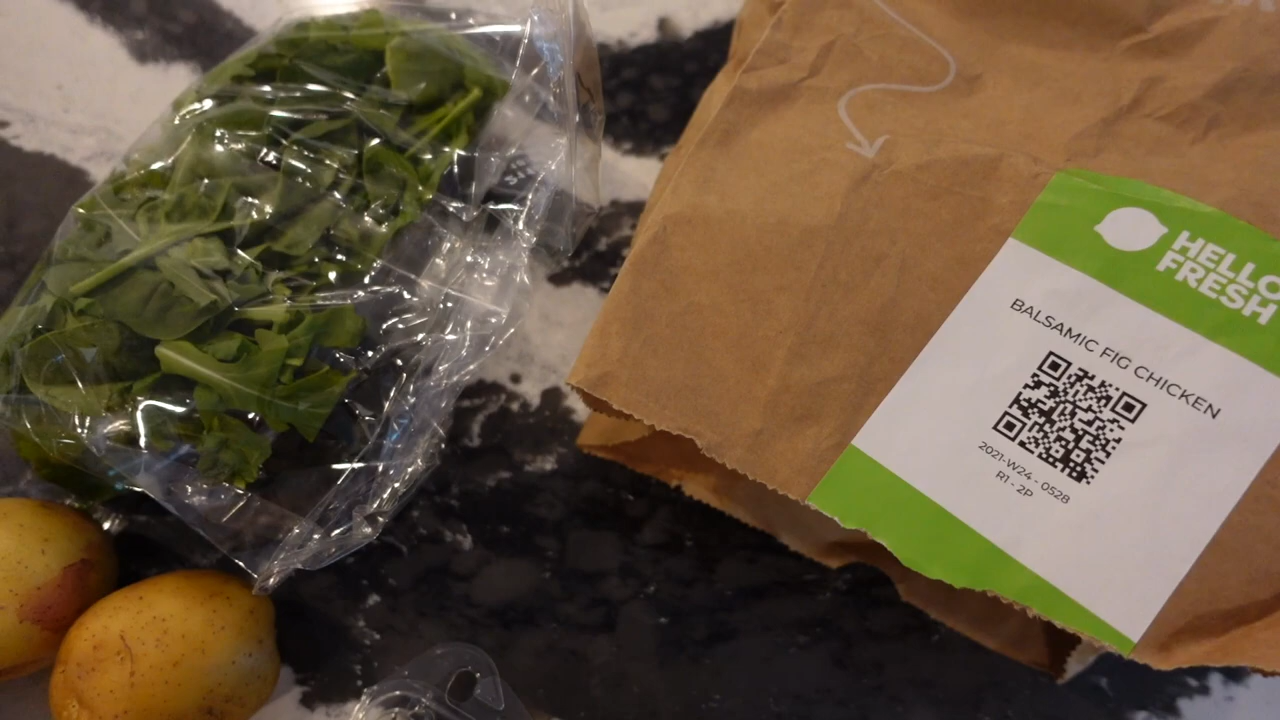 HELLO
FRESH
BALSAMIC FIG CHICKEN
2021-W24 - 0528
R1 - 2P